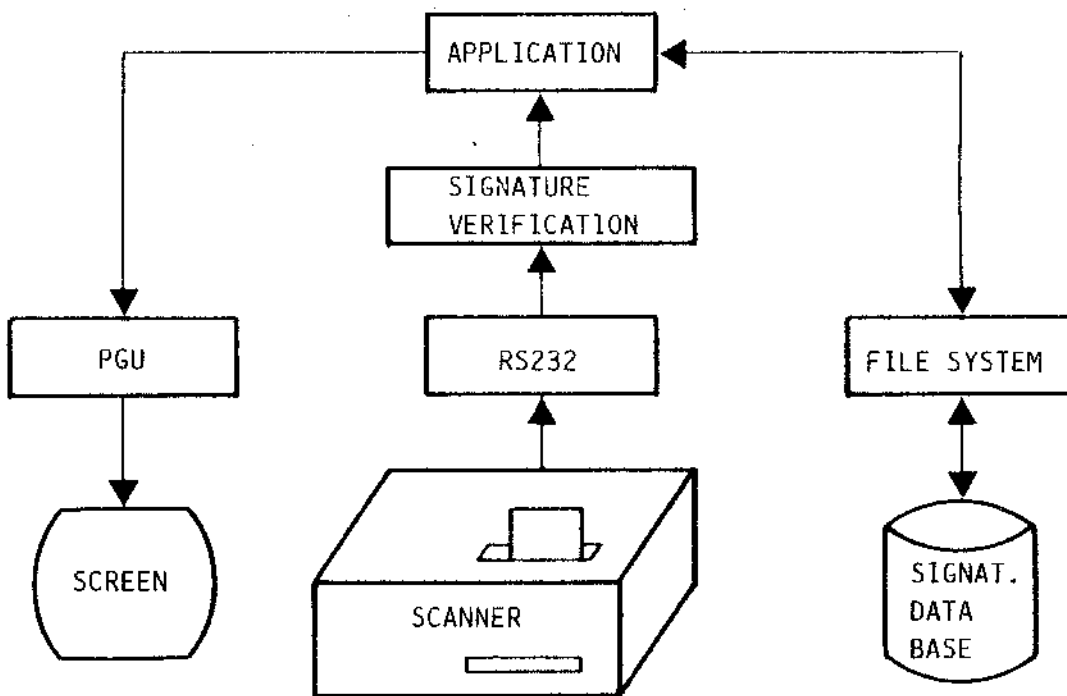 APPLICATION
SIGNATURE
VERIFICATION
PGU
RS232
FILE SYSTEM
SCREEN
SCANNER
SIGNAT.
DATA
BASE